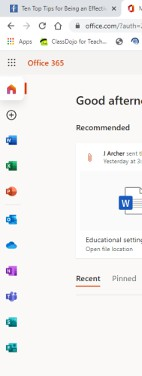 Ten Top Tips for Being an Effecti
office.com/?auth=
Apps
ClassDojo for Teach...
Office 365
Good aftern
Recommended
I Archer sent t
Yesterday at 3:
Educational setting
Open file location
Recent Pinned